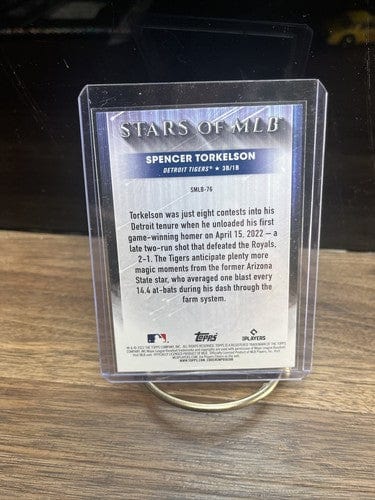 STARS OF MLB
SPENCER TORKELSON
DETROIT TIGERS® ★ 3B/1B
SMLB-76
Torkelson was just eight contests into his
Detroit tenure when he unloaded his first
game-winning homer on April 15, 2022 — a
late two-run shot that defeated the Royals,
2-1. The Tigers anticipate plenty more
magic moments from the former Arizona
State star, who averaged one blast every
14.4 at-bats during his dash through the
farm system.
Topps
PLAYERS